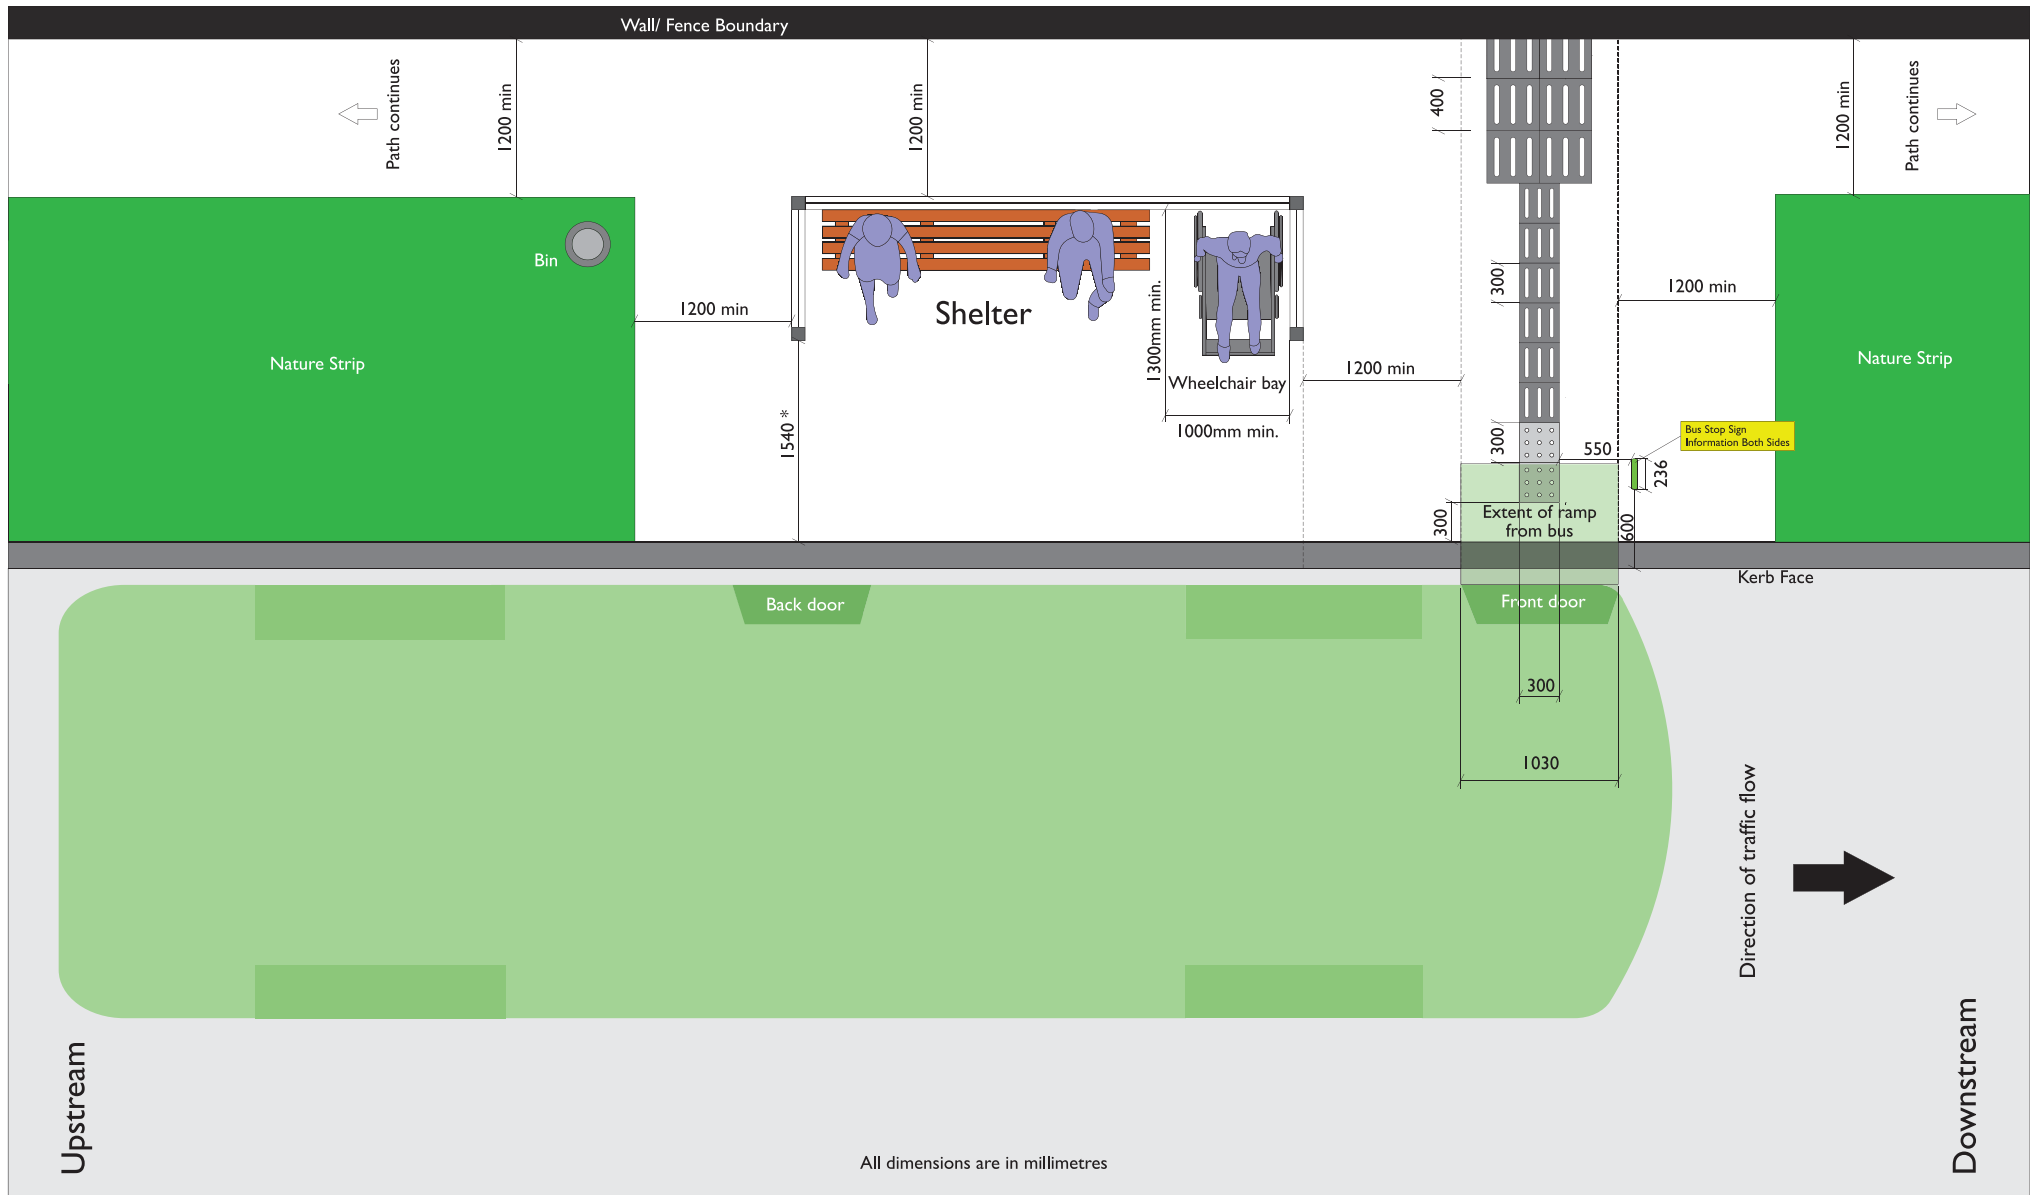 Wall/ Fence Boundary
Path continues
1200 min
1200 min
400
1200 min
Path continues
Bin
Nature Strip
1200 min
Shelter
1300mm min.
Wheelchair bay
1000mm min.
1540 *
1200 min
300
300
300
1200 min
Nature Strip
Bus Stop Sign
Information Both Sides
550
236
600
Extent of ramp
from bus
Kerb Face
Back door
Front door
300
1030
Direction of traffic flow
Upstream
Downstream
All dimensions are in millimetres